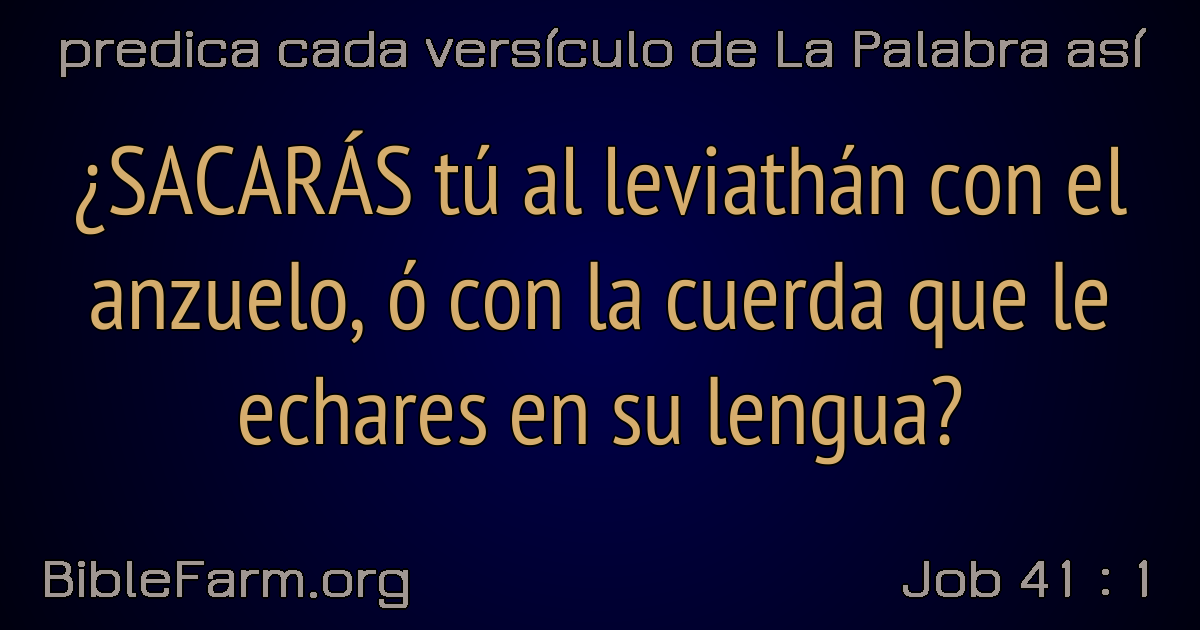 predica cada versículo de La Palabra así
¿SACARÁS tú al leviathán con el
anzuelo, ó con la cuerda que le
echares en su lengua?
BibleFarm.org
Job 41 : 1